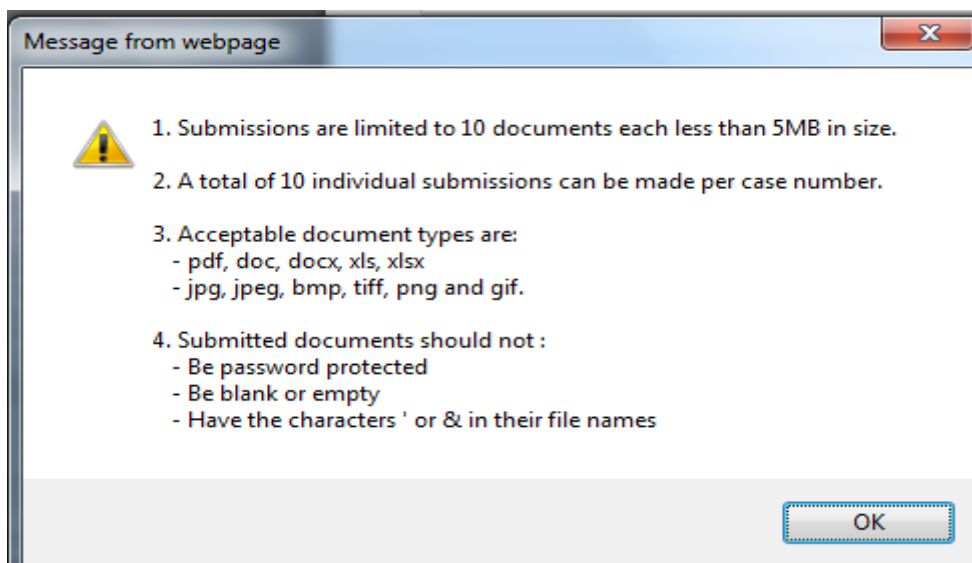 Message from webpage
1. Submissions are limited to 10 documents each less than 5MB in size.
2. A total of 10 individual submissions can be made per case number.
3. Acceptable document types are:
- pdf, doc, docx, xls, xlsx
- jpg, jpeg, bmp, tiff, png and gif.
4. Submitted documents should not :
- Be password protected
- Be blank or empty
- Have the characters ' or & in their file names
OK